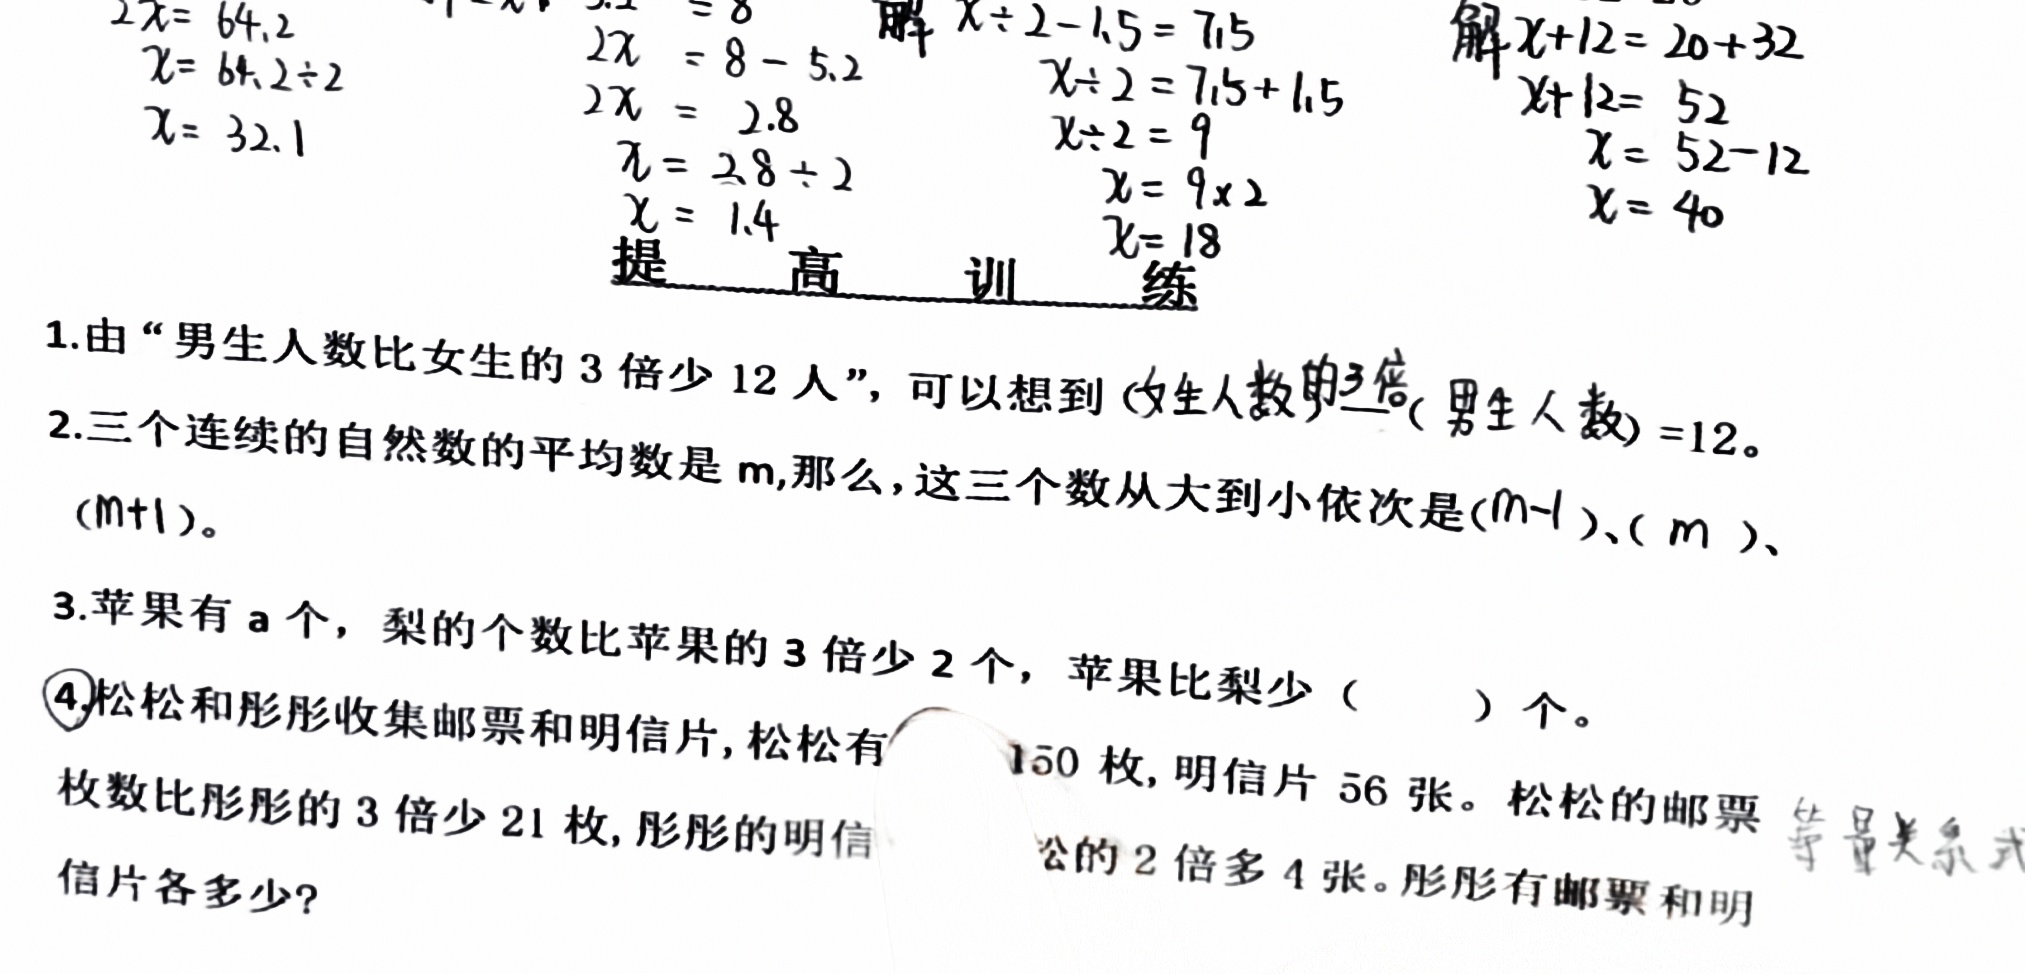 2x= 64.2
x= 64.2÷2
x= 32.1
= 8
2x = 8 - 5.2
2x = 2.8
x = 2.8 ÷ 2
x = 1.4
解 x÷2-1.5 = 7.5
x÷2 = 7.5+1.5
x÷2 = 9
x = 9×2
x= 18
解 x+12= 20+32
x+12= 52
x= 52-12
x= 40
提高训练
1.由“男生人数比女生的 3 倍少 12 人”，可以想到 (女生人数的3倍) — (男生人数) =12。
2.三个连续的自然数的平均数是 m,那么,这三个数从大到小依次是(m-1)、( m )、
(m+1)。
3.苹果有 a 个，梨的个数比苹果的 3 倍少 2 个，苹果比梨少（ ）个。
4.松松和彤彤收集邮票和明信片,松松有 150 枚,明信片 56 张。松松的邮票 等量关系式
枚数比彤彤的 3 倍少 21 枚,彤彤的明信 松的 2 倍多 4 张。彤彤有邮票和明
信片各多少?